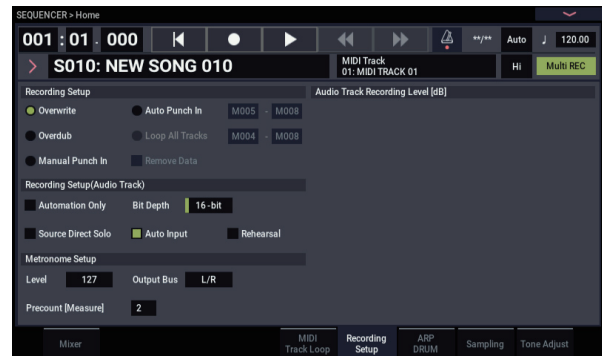 SEQUENCER > Home
001 : 01 . 000 **/** Auto ♩ 120.00
S010: NEW SONG 010 MIDI Track
01: MIDI TRACK 01 Hi Multi REC
Recording Setup Audio Track Recording Level [dB]
Overwrite Auto Punch In M005 - M008
Overdub Loop All Tracks M004 - M008
Manual Punch In Remove Data
Recording Setup(Audio Track)
Automation Only Bit Depth 16-bit
Source Direct Solo Auto Input Rehearsal
Metronome Setup
Level 127 Output Bus L/R
Precount [Measure] 2
Mixer MIDI Track Loop Recording Setup ARP DRUM Sampling Tone Adjust